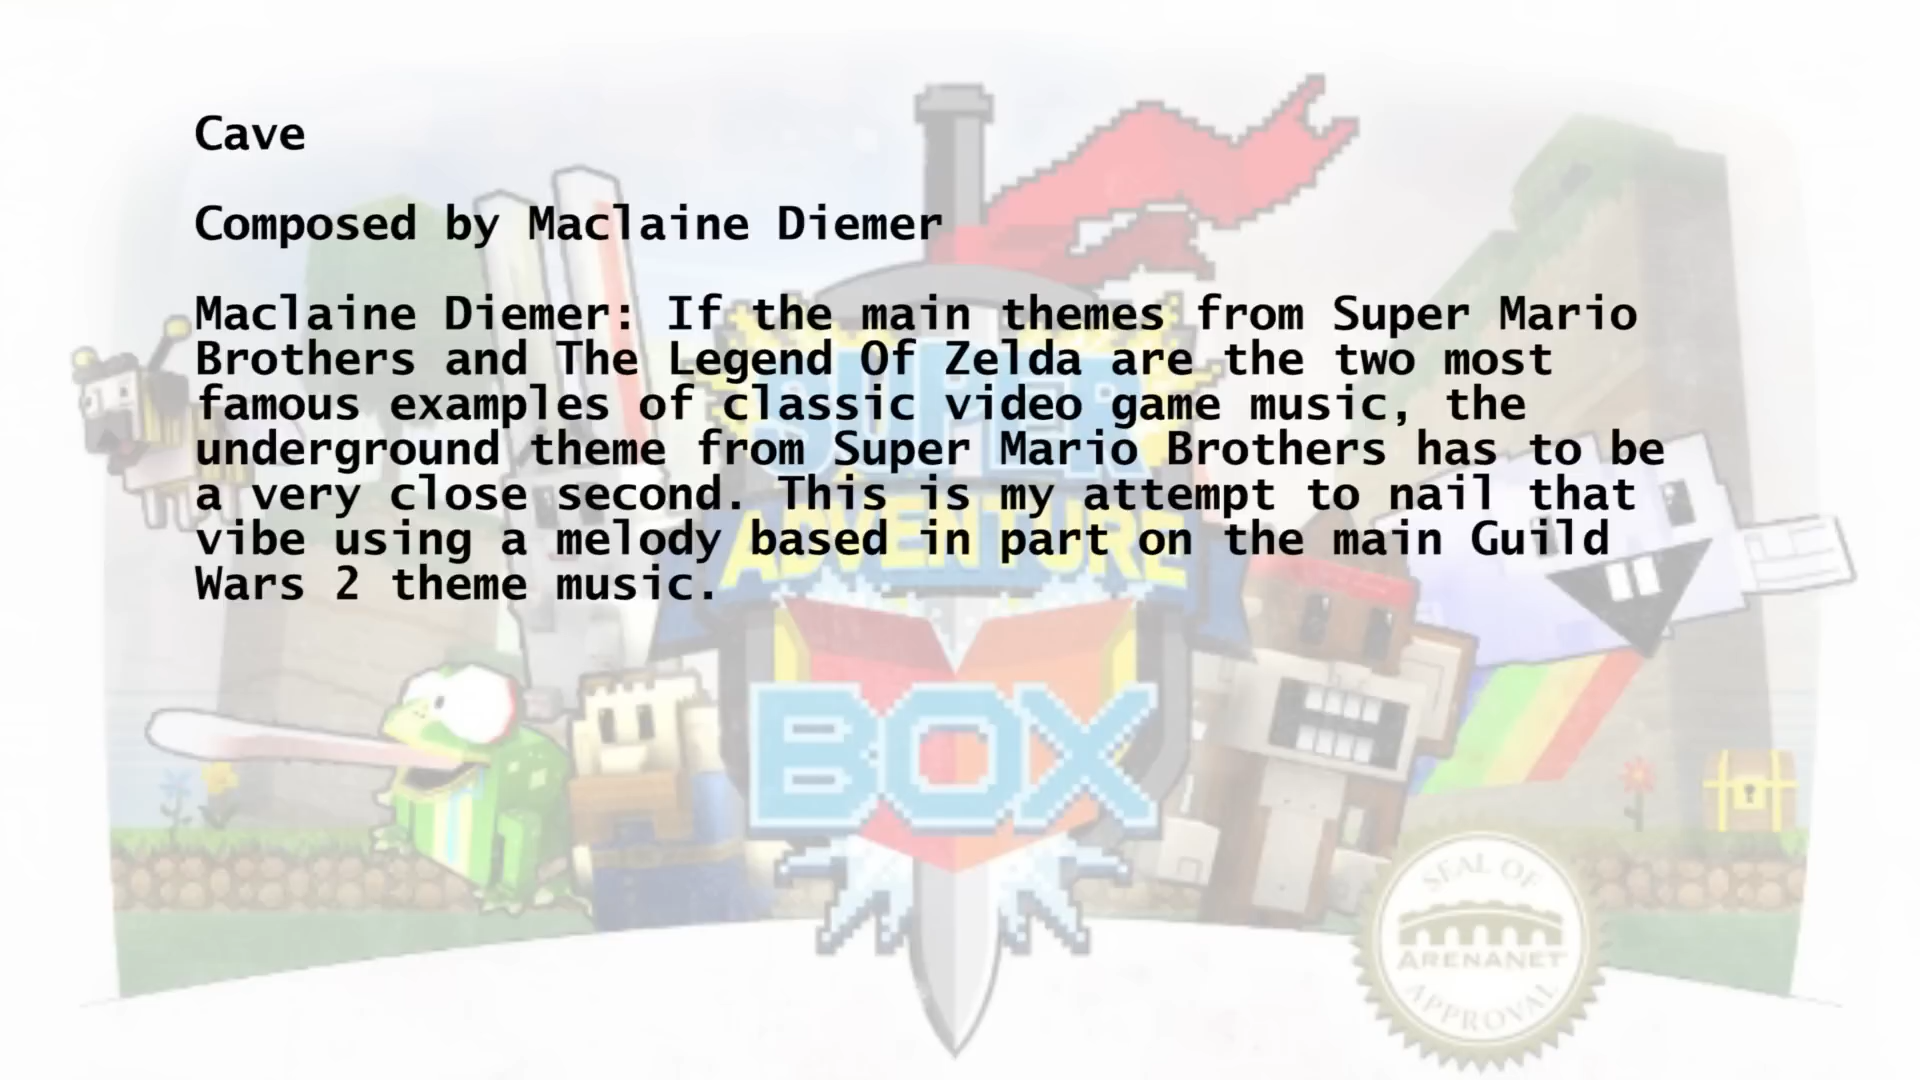 Cave
Composed by Maclaine Diemer
Maclaine Diemer: If the main themes from Super Mario
Brothers and The Legend Of Zelda are the two most
famous examples of classic video game music, the
underground theme from Super Mario Brothers has to be
a very close second. This is my attempt to nail that
vibe using a melody based in part on the main Guild
Wars 2 theme music.
SUPER
ADVENTURE
BOX
SEAL OF
ARENANET
APPROVAL